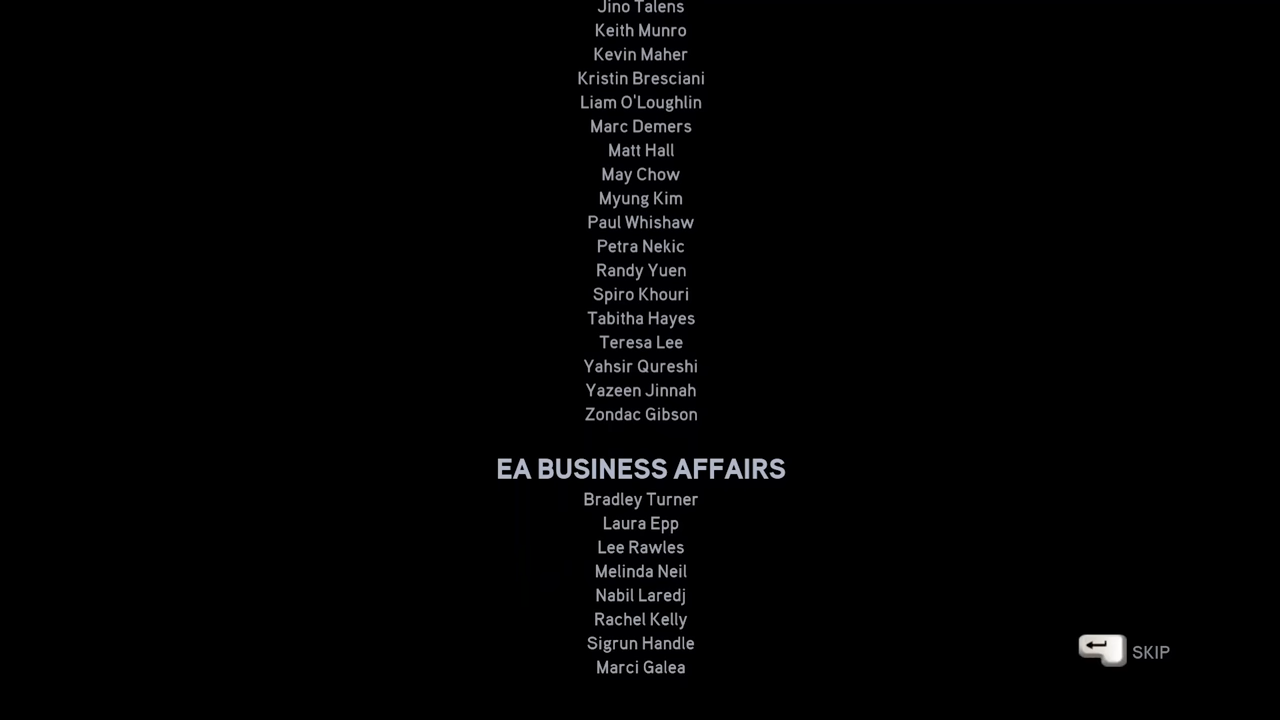 Jino Talens
Keith Munro
Kevin Maher
Kristin Bresciani
Liam O'Loughlin
Marc Demers
Matt Hall
May Chow
Myung Kim
Paul Whishaw
Petra Nekic
Randy Yuen
Spiro Khouri
Tabitha Hayes
Teresa Lee
Yahsir Qureshi
Yazeen Jinnah
Zondac Gibson
EA BUSINESS AFFAIRS
Bradley Turner
Laura Epp
Lee Rawles
Melinda Neil
Nabil Laredj
Rachel Kelly
Sigrun Handle
Marci Galea
SKIP